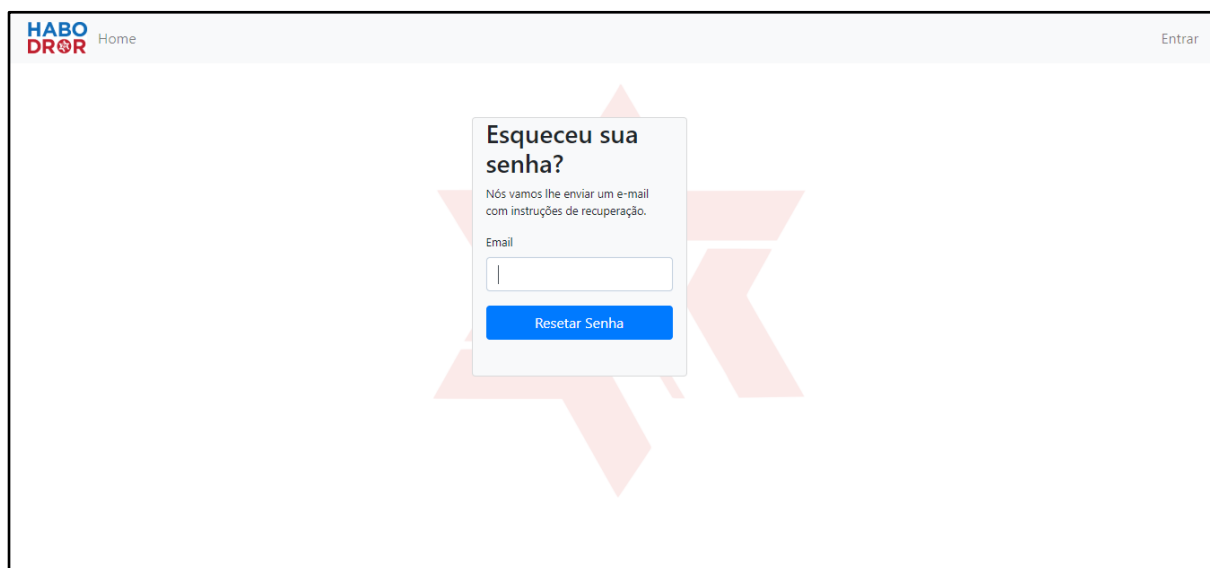 HABO
DROR
Home
Entrar
Esqueceu sua
senha?
Nós vamos lhe enviar um e-mail
com instruções de recuperação.
Email
Resetar Senha